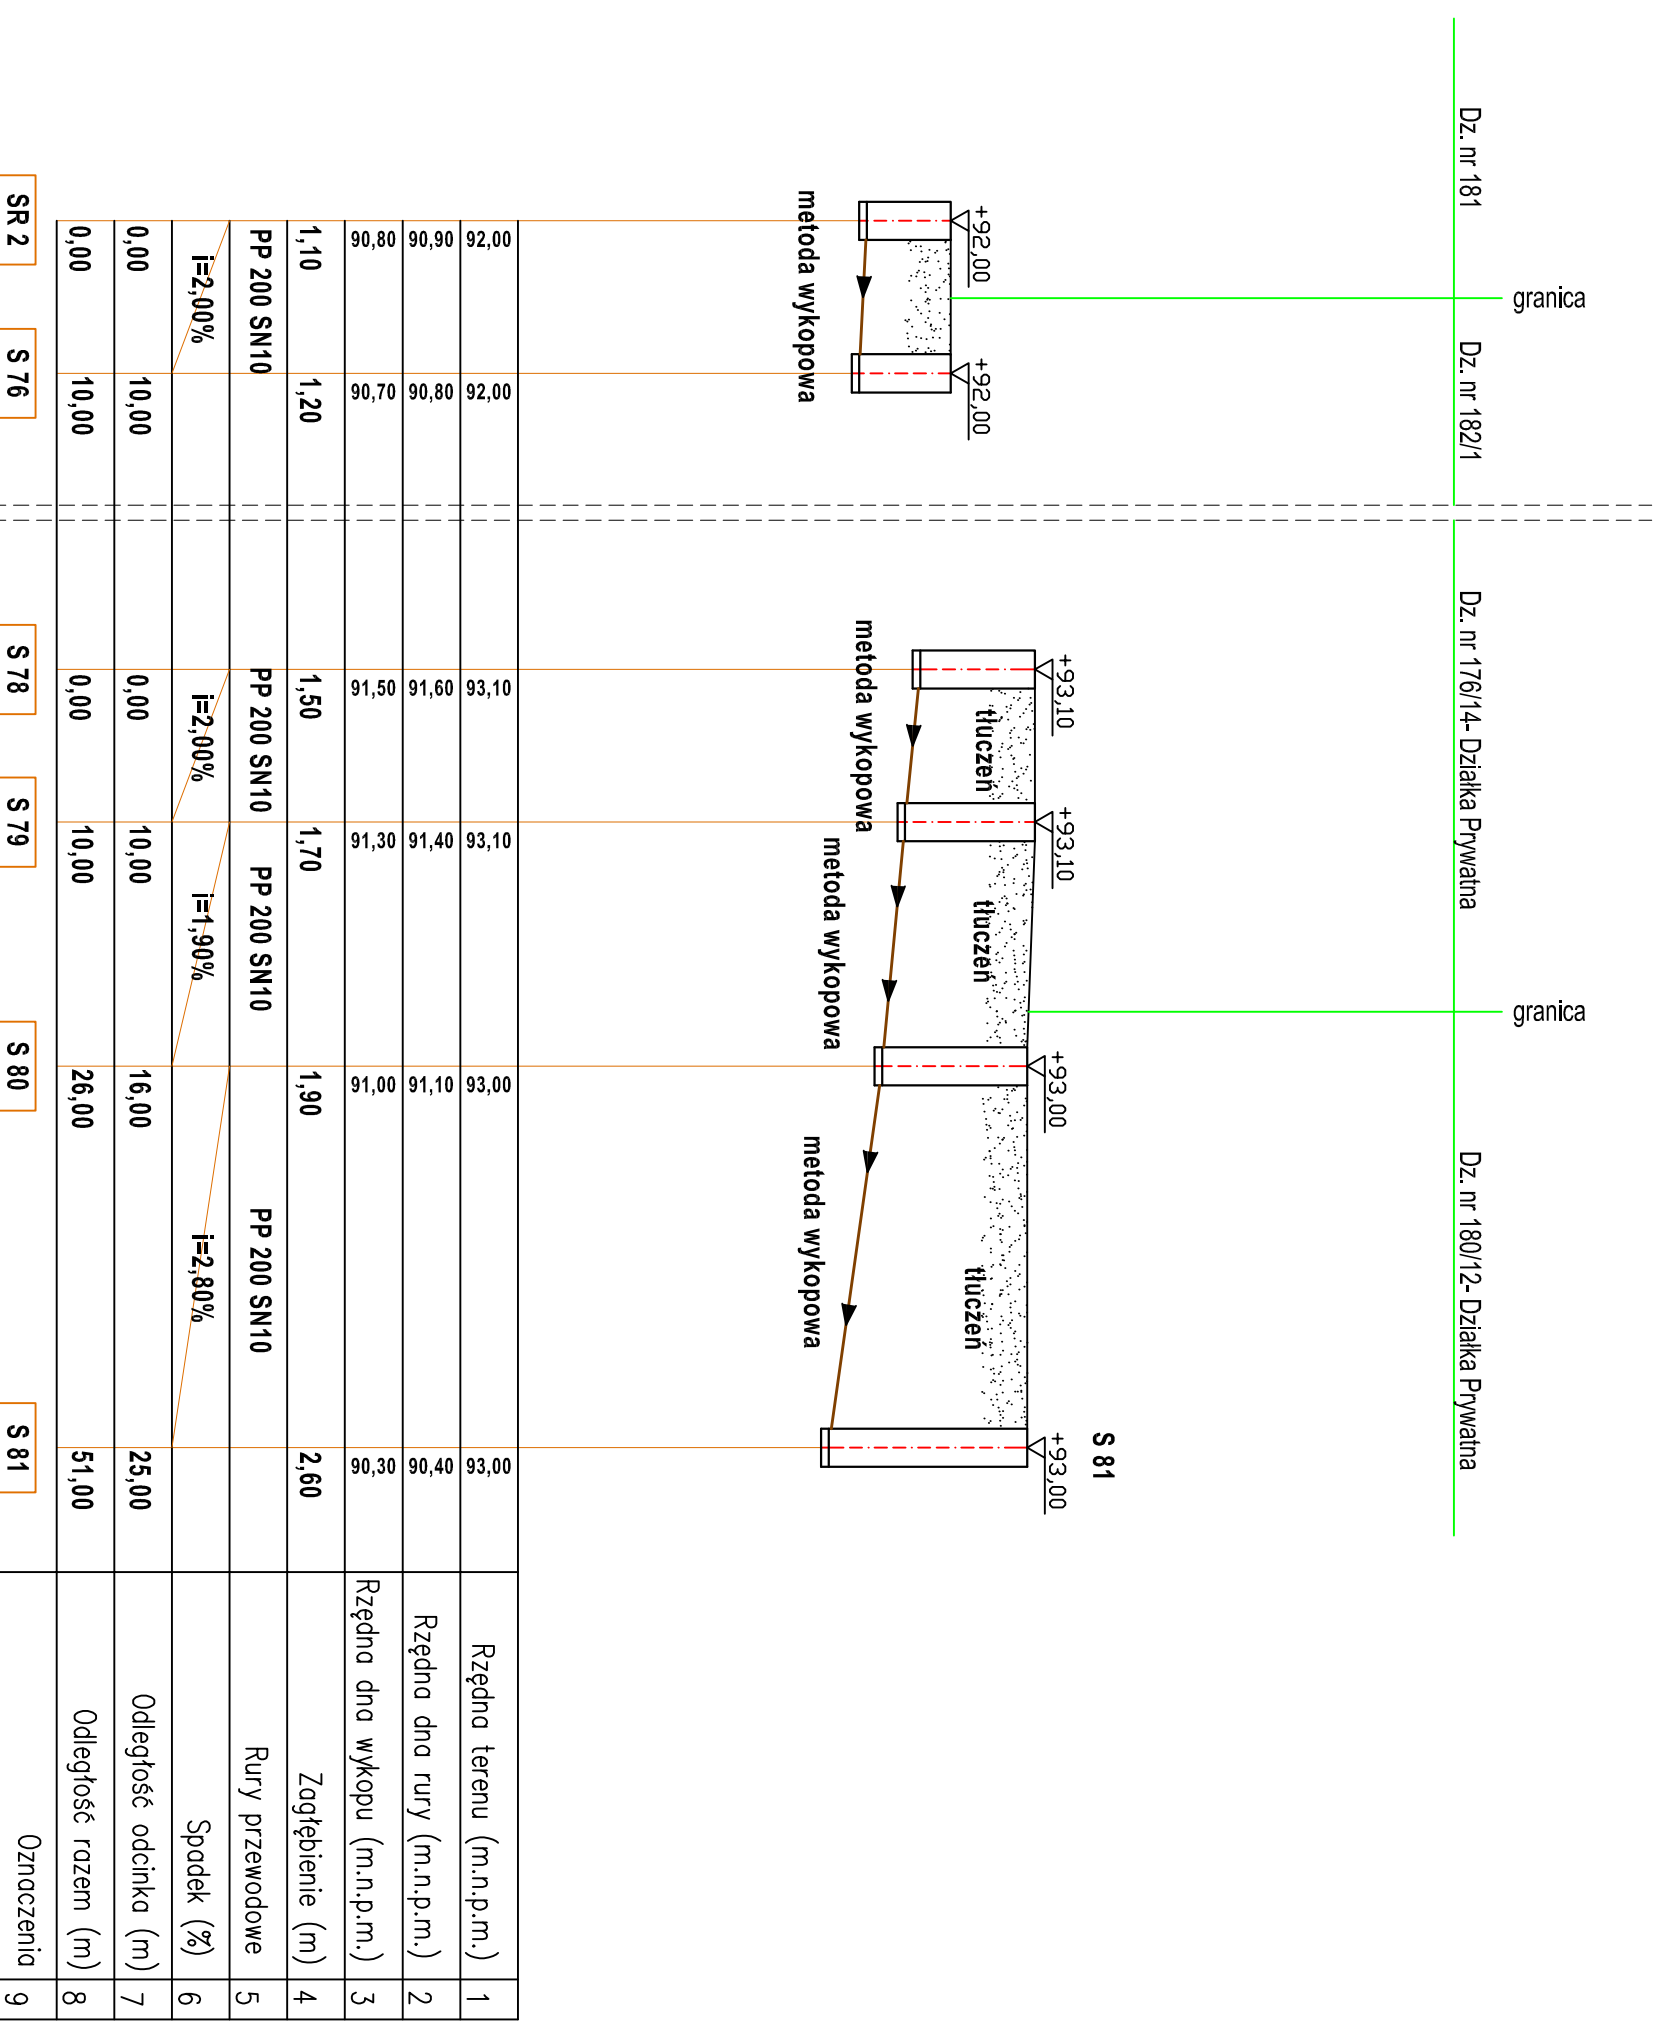 Dz. nr 181
granica
Dz. nr 182/1
Dz. nr 176/14- Działka Prywatna
granica
Dz. nr 180/12- Działka Prywatna
S 81
+92,00
+92,00
+93,10
+93,10
+93,00
+93,00
tłuczeń
tłuczeń
tłuczeń
metoda wykopowa
metoda wykopowa
metoda wykopowa
metoda wykopowa
92,00 92,00 93,10 93,10 93,00 93,00 Rzędna terenu (m.n.p.m.) 1
90,90 90,80 91,60 91,40 91,10 90,40 Rzędna dna rury (m.n.p.m.) 2
90,80 90,70 91,50 91,30 91,00 90,30 Rzędna dna wykopu (m.n.p.m.) 3
1,10 1,20 1,50 1,70 1,90 2,60 Zagłębienie (m) 4
PP 200 SN10 PP 200 SN10 PP 200 SN10 PP 200 SN10 Rury przewodowe 5
i=2,00% i=2,00% i=1,90% i=2,80% Spadek (%) 6
0,00 10,00 0,00 10,00 16,00 25,00 Odległość odcinka (m) 7
0,00 10,00 0,00 10,00 26,00 51,00 Odległość razem (m) 8
SR 2 S 76 S 78 S 79 S 80 S 81 Oznaczenia 9